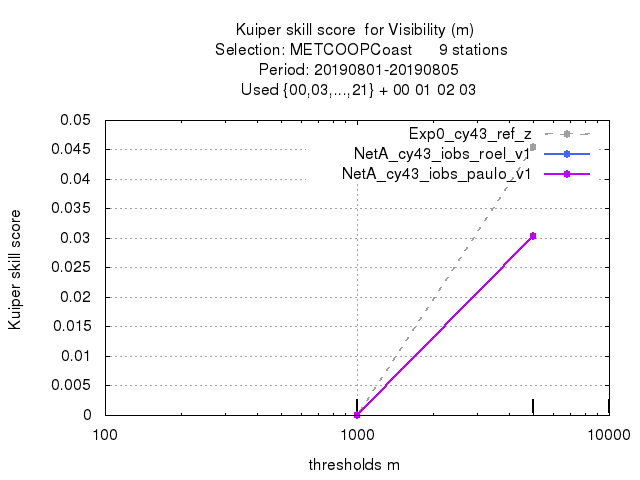 Kuiper skill score  for Visibility (m)
Selection: METCOOPCoast      9 stations
Period: 20190801-20190805
Used {00,03,...,21} + 00 01 02 03
Exp0_cy43_ref_z
NetA_cy43_iobs_roel_v1
NetA_cy43_iobs_paulo_v1
Kuiper skill score
0.05
0.045
0.04
0.035
0.03
0.025
0.02
0.015
0.01
0.005
0
100
1000
10000
thresholds m